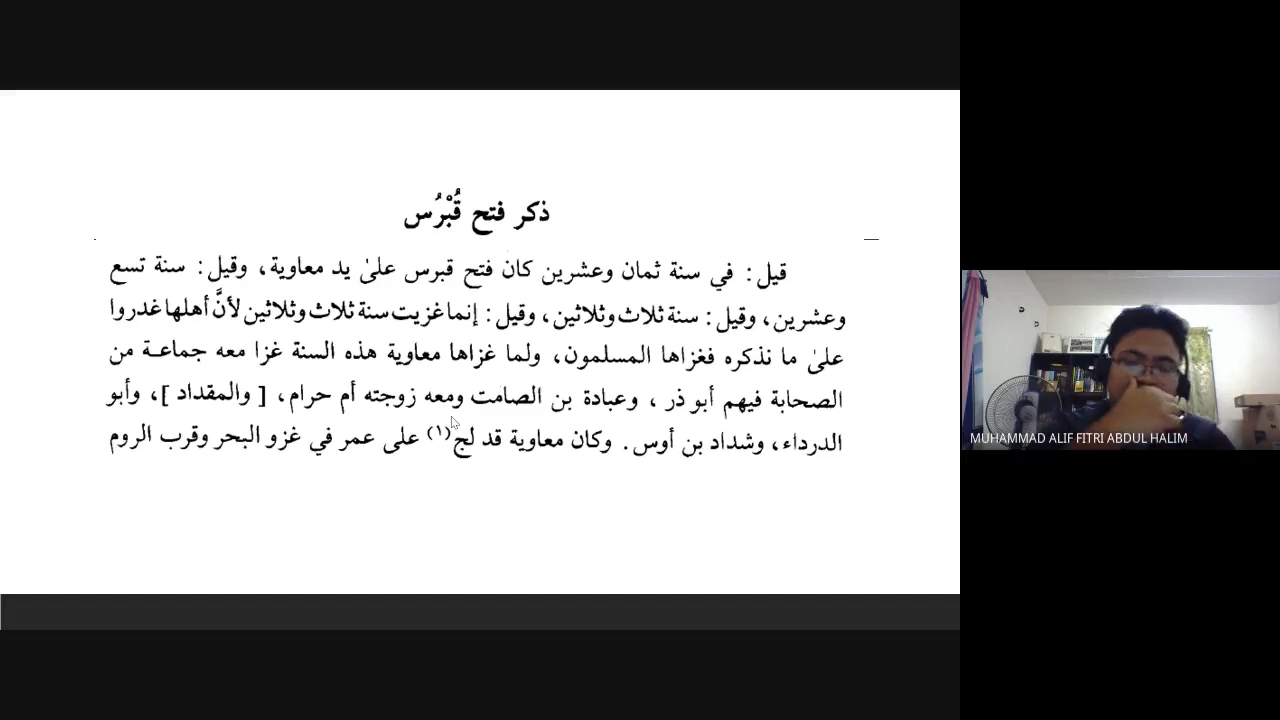 ذكر فتح قُبْرُس
قيل: في سنة ثمان وعشرين كان فتح قبرس علىٰ يد معاوية، وقيل: سنة تسع
وعشرين، وقيل: سنة ثلاث وثلاثين، وقيل: إنما غزيت سنة ثلاث وثلاثين لأنَّ أهلها غدروا
علىٰ ما نذكره فغزاها المسلمون، ولما غزاها معاوية هذه السنة غزا معه جماعة من
الصحابة فيهم أبو ذر، وعبادة بن الصامت ومعه زوجته أم حرام، [والمقداد]، وأبو
الدرداء، وشداد بن أوس. وكان معاوية قد لج(١) على عمر في غزو البحر وقرب الروم
MUHAMMAD ALIF FITRI ABDUL HALIM